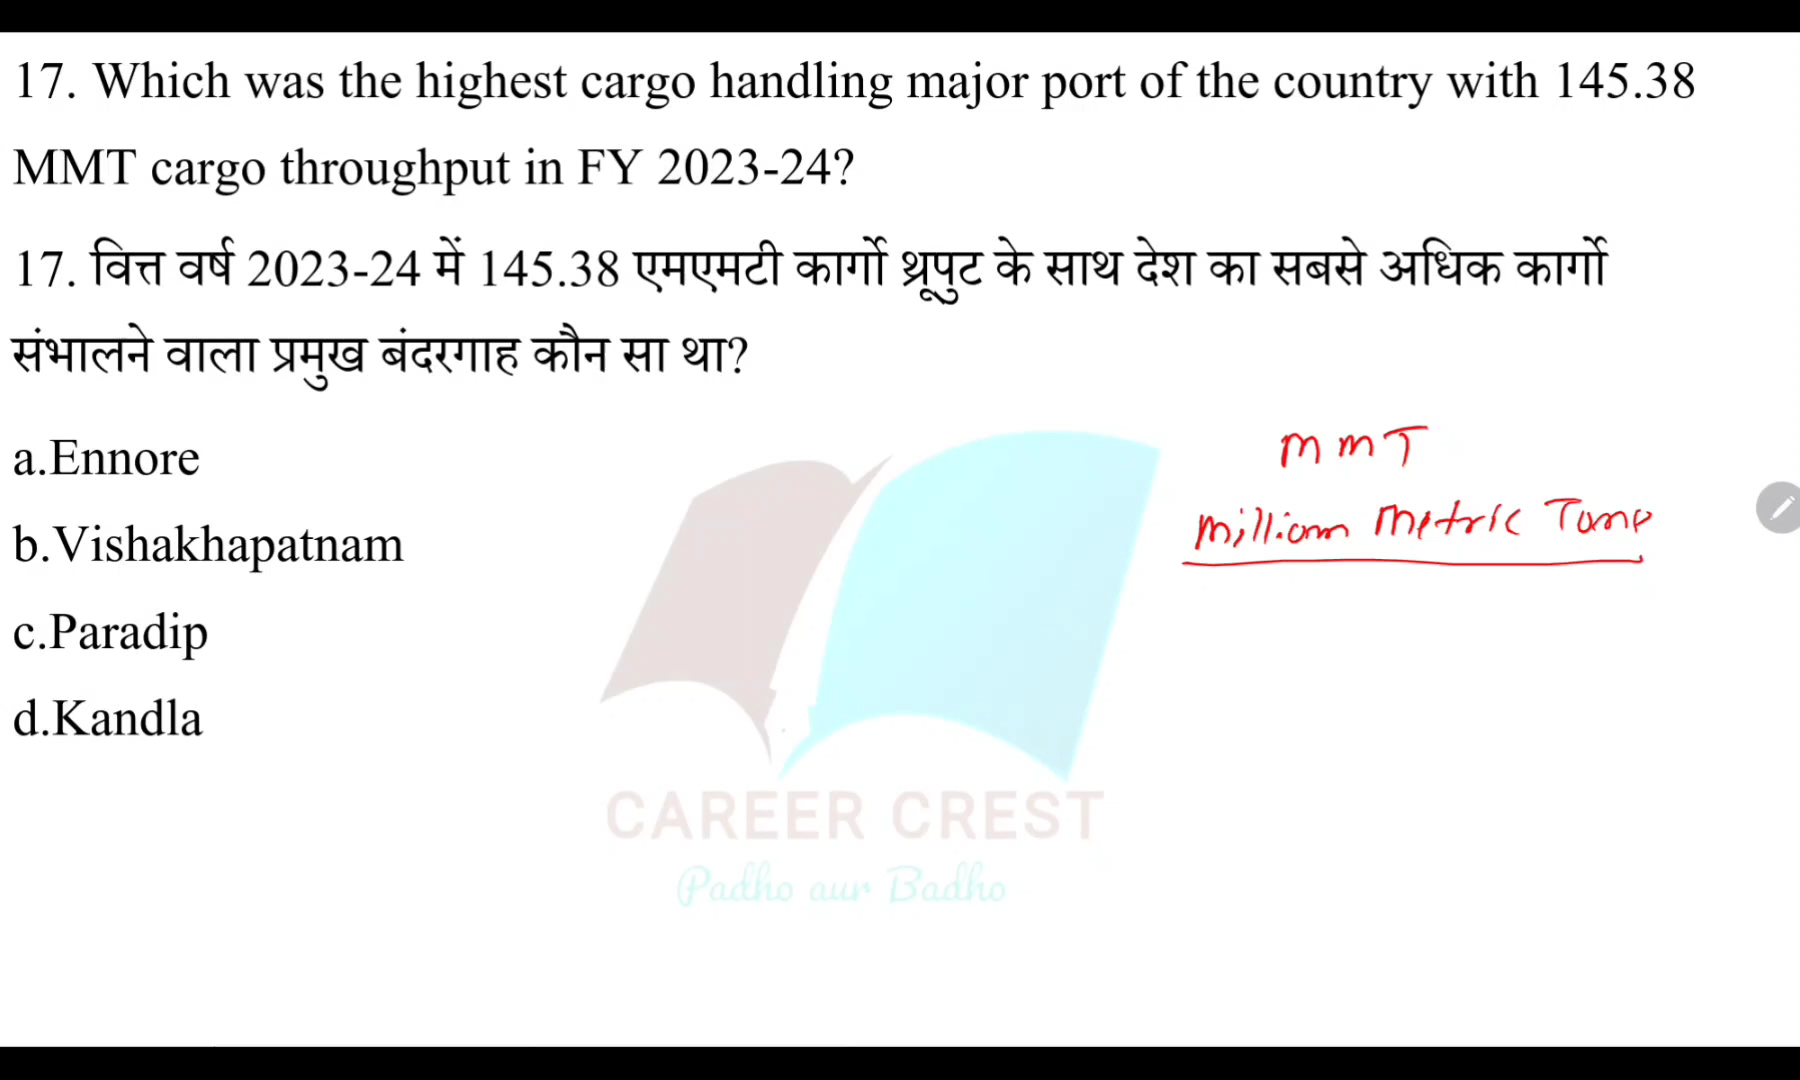 17. Which was the highest cargo handling major port of the country with 145.38
MMT cargo throughput in FY 2023-24?
17. वित्त वर्ष 2023-24 में 145.38 एमएमटी कार्गो थ्रूपुट के साथ देश का सबसे अधिक कार्गो
संभालने वाला प्रमुख बंदरगाह कौन सा था?
a.Ennore
b.Vishakhapatnam
c.Paradip
d.Kandla
MMT
Million Metric Tone
CAREER CREST
Padho aur Badho